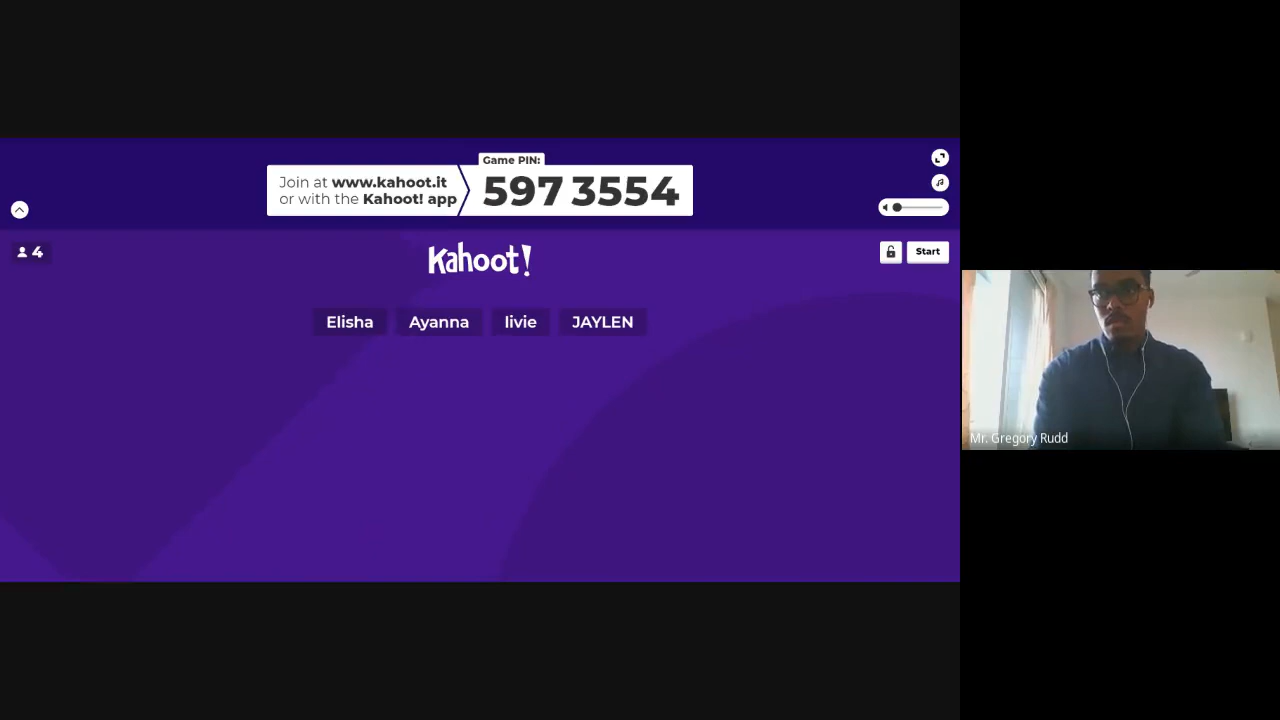 Game PIN:
Join at www.kahoot.it
or with the Kahoot! app
597 3554
4
Kahoot!
Start
Elisha Ayanna livie JAYLEN
Mr. Gregory Rudd